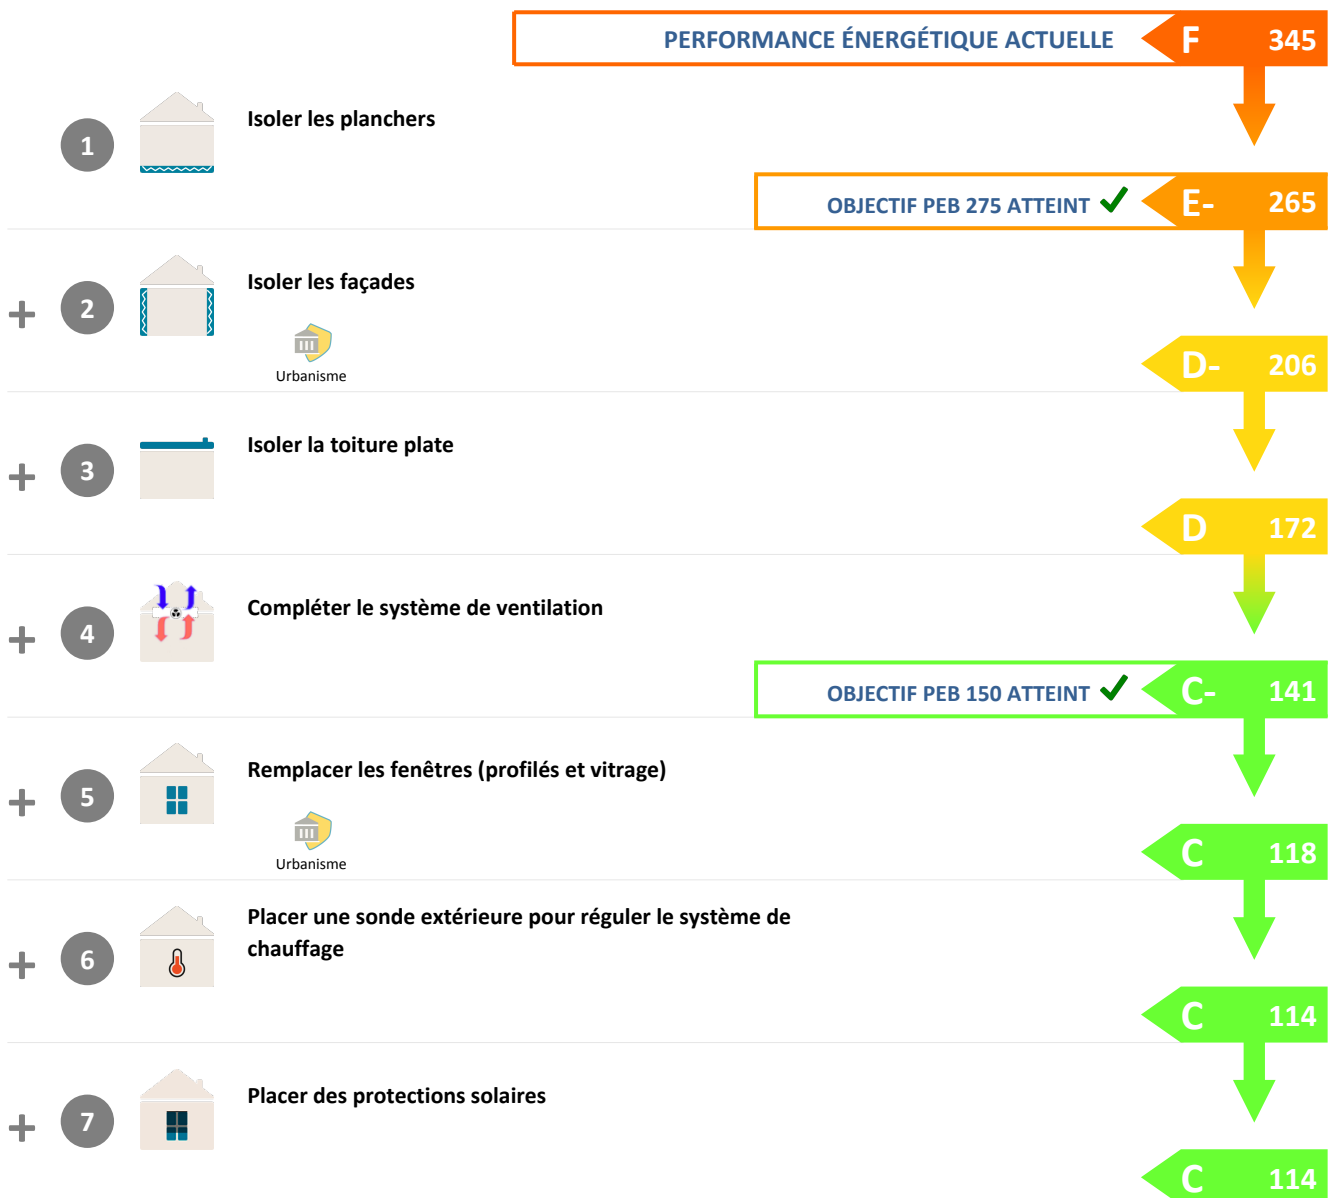 PERFORMANCE ÉNERGÉTIQUE ACTUELLE F 345
1 Isoler les planchers
OBJECTIF PEB 275 ATTEINT E- 265
+ 2 Isoler les façades
Urbanisme
D- 206
+ 3 Isoler la toiture plate
D 172
+ 4 Compléter le système de ventilation
OBJECTIF PEB 150 ATTEINT C- 141
+ 5 Remplacer les fenêtres (profilés et vitrage)
Urbanisme
C 118
+ 6 Placer une sonde extérieure pour réguler le système de
chauffage
C 114
+ 7 Placer des protections solaires
C 114